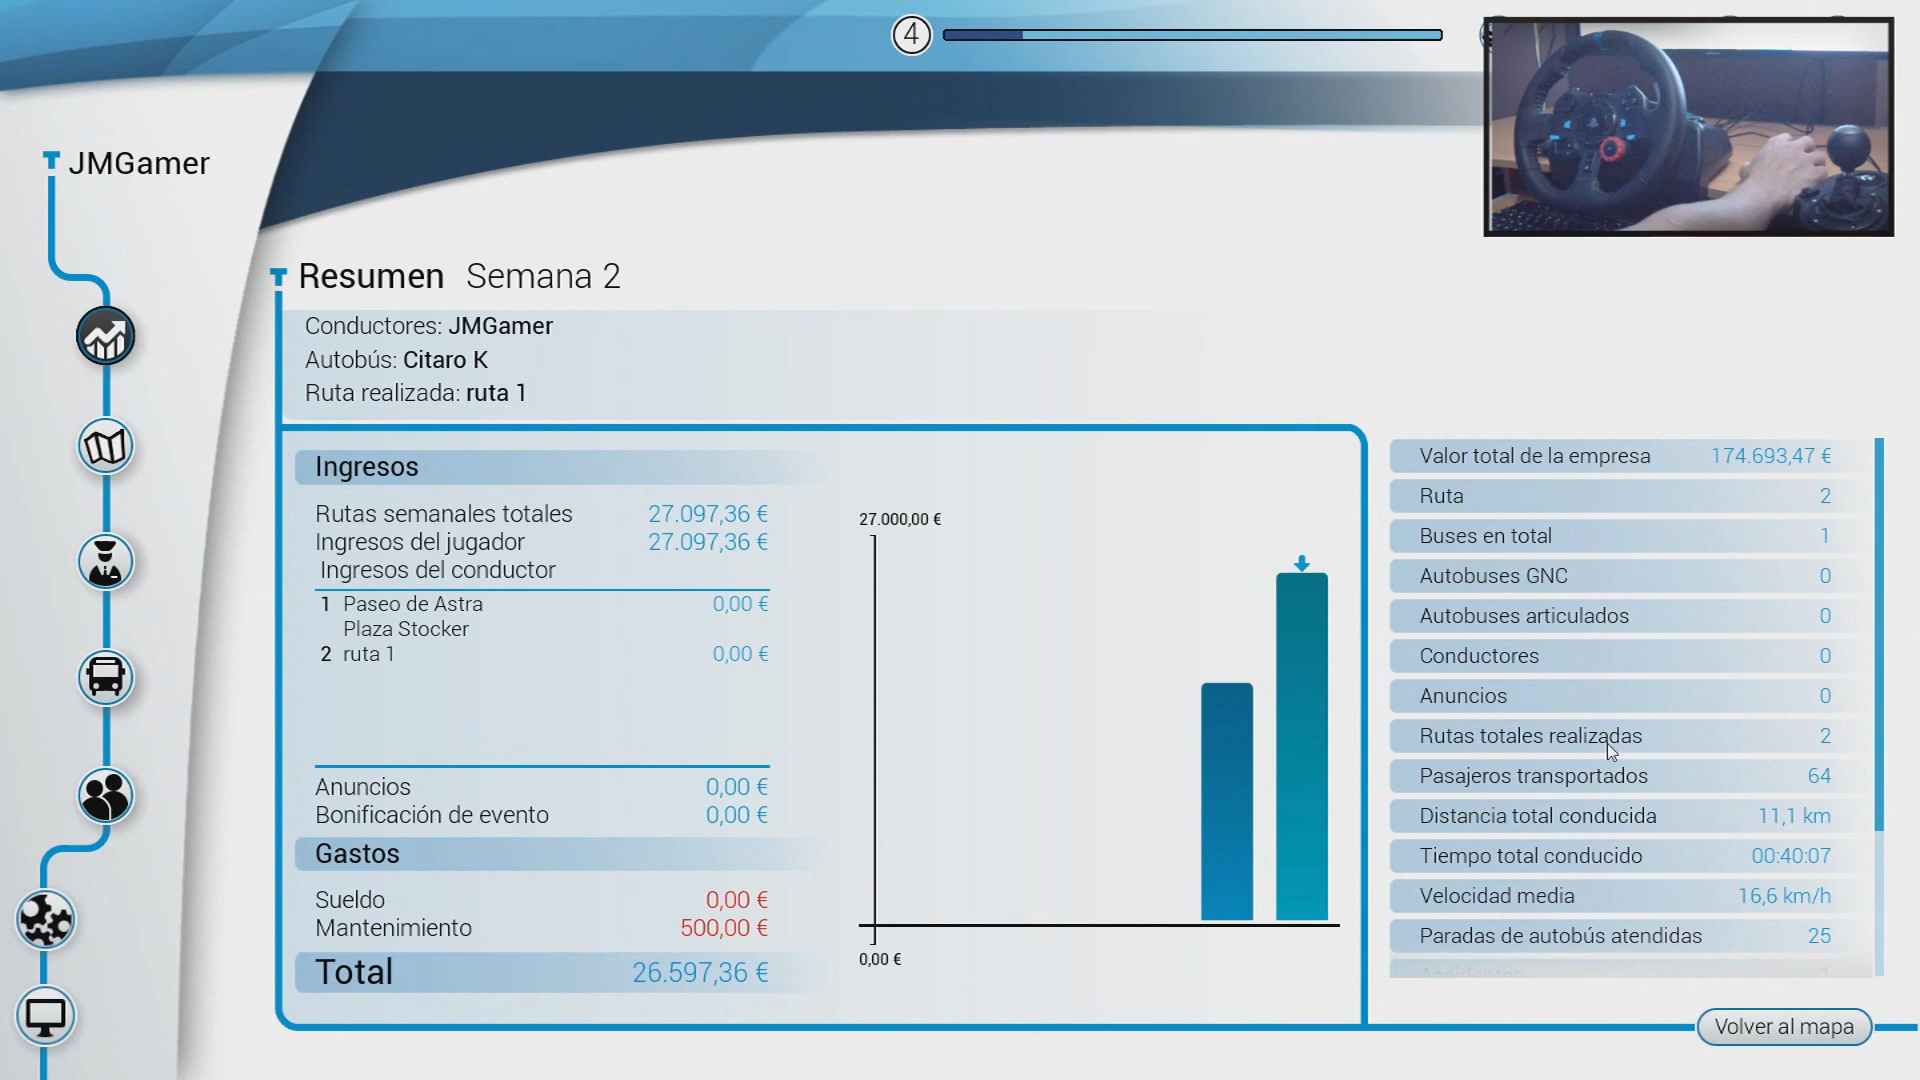 4
JMGamer
Resumen Semana 2
Conductores: JMGamer
Autobús: Citaro K
Ruta realizada: ruta 1
Ingresos
Rutas semanales totales 27.097,36 €
Ingresos del jugador 27.097,36 €
Ingresos del conductor
1 Paseo de Astra 0,00 €
Plaza Stocker
2 ruta 1 0,00 €
Anuncios 0,00 €
Bonificación de evento 0,00 €
Gastos
Sueldo 0,00 €
Mantenimiento 500,00 €
Total 26.597,36 €
27.000,00 €
0,00 €
Valor total de la empresa 174.693,47 €
Ruta 2
Buses en total 1
Autobuses GNC 0
Autobuses articulados 0
Conductores 0
Anuncios 0
Rutas totales realizadas 2
Pasajeros transportados 64
Distancia total conducida 11,1 km
Tiempo total conducido 00:40:07
Velocidad media 16,6 km/h
Paradas de autobús atendidas 25
Accidentes 1
Volver al mapa